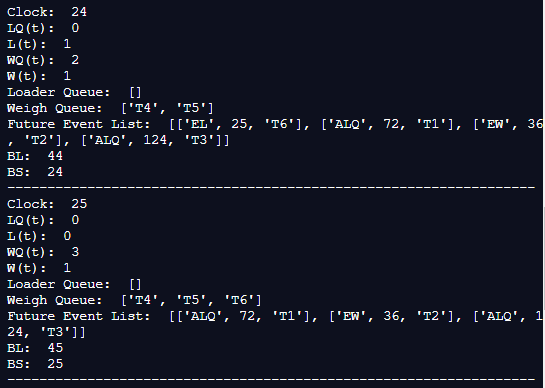 Clock:  24
LQ(t):  0
L(t):  1
WQ(t):  2
W(t):  1
Loader Queue:  []
Weigh Queue:  ['T4', 'T5']
Future Event List:  [['EL', 25, 'T6'], ['ALQ', 72, 'T1'], ['EW', 36
, 'T2'], ['ALQ', 124, 'T3']]
BL:  44
BS:  24
------------------------------------------------------------------
Clock:  25
LQ(t):  0
L(t):  0
WQ(t):  3
W(t):  1
Loader Queue:  []
Weigh Queue:  ['T4', 'T5', 'T6']
Future Event List:  [['ALQ', 72, 'T1'], ['EW', 36, 'T2'], ['ALQ', 1
24, 'T3']]
BL:  45
BS:  25
------------------------------------------------------------------